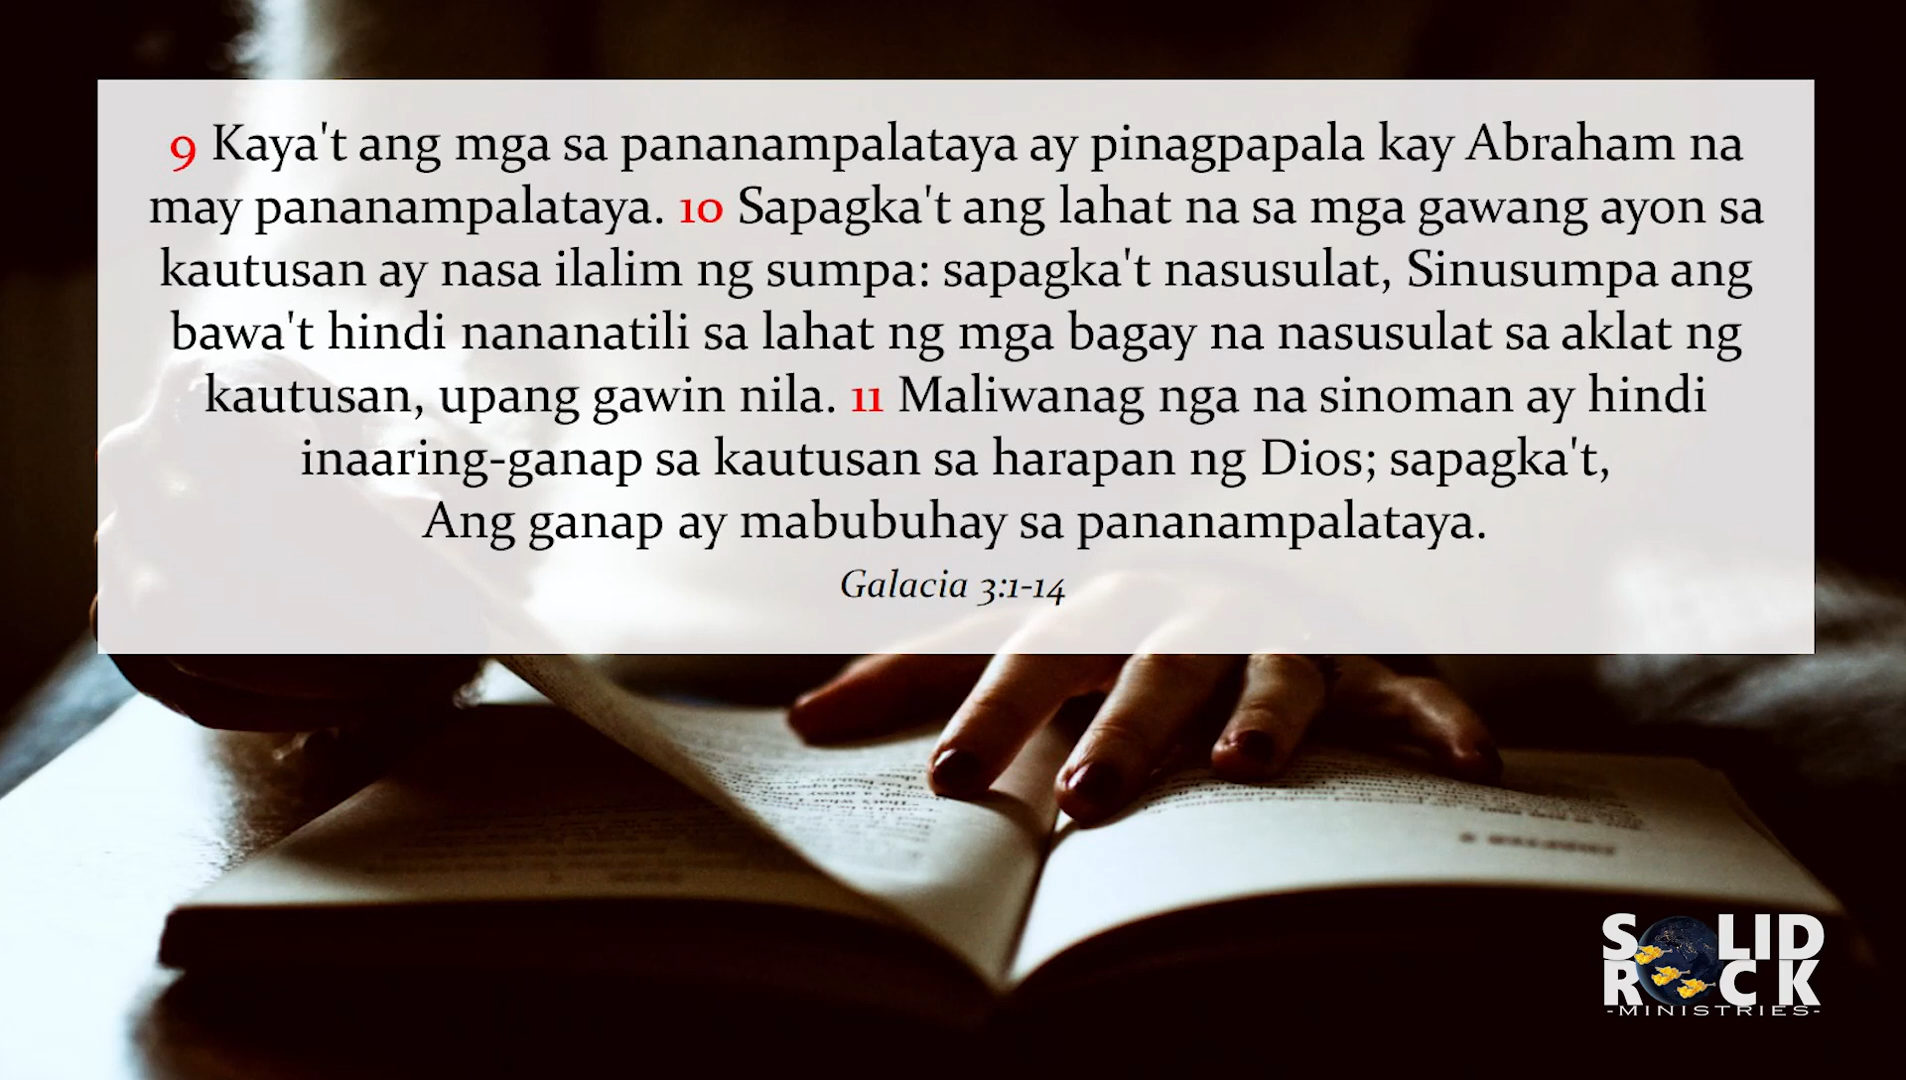 9 Kaya't ang mga sa pananampalataya ay pinagpapala kay Abraham na
may pananampalataya. 10 Sapagka't ang lahat na sa mga gawang ayon sa
kautusan ay nasa ilalim ng sumpa: sapagka't nasusulat, Sinusumpa ang
bawa't hindi nananatili sa lahat ng mga bagay na nasusulat sa aklat ng
kautusan, upang gawin nila. 11 Maliwanag nga na sinoman ay hindi
inaaring-ganap sa kautusan sa harapan ng Dios; sapagka't,
Ang ganap ay mabubuhay sa pananampalataya.
Galacia 3:1-14
SOLID
ROCK
-MINISTRIES-